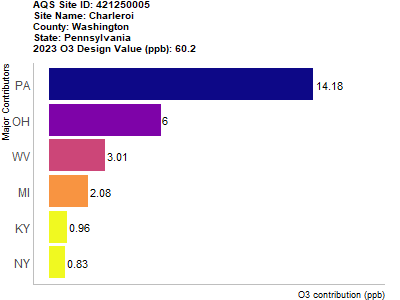 AQS Site ID: 421250005
Site Name: Charleroi
County: Washington
State: Pennsylvania
2023 O3 Design Value (ppb): 60.2
Major Contributors
PA 14.18
OH 6
WV 3.01
MI 2.08
KY 0.96
NY 0.83
O3 contribution (ppb)